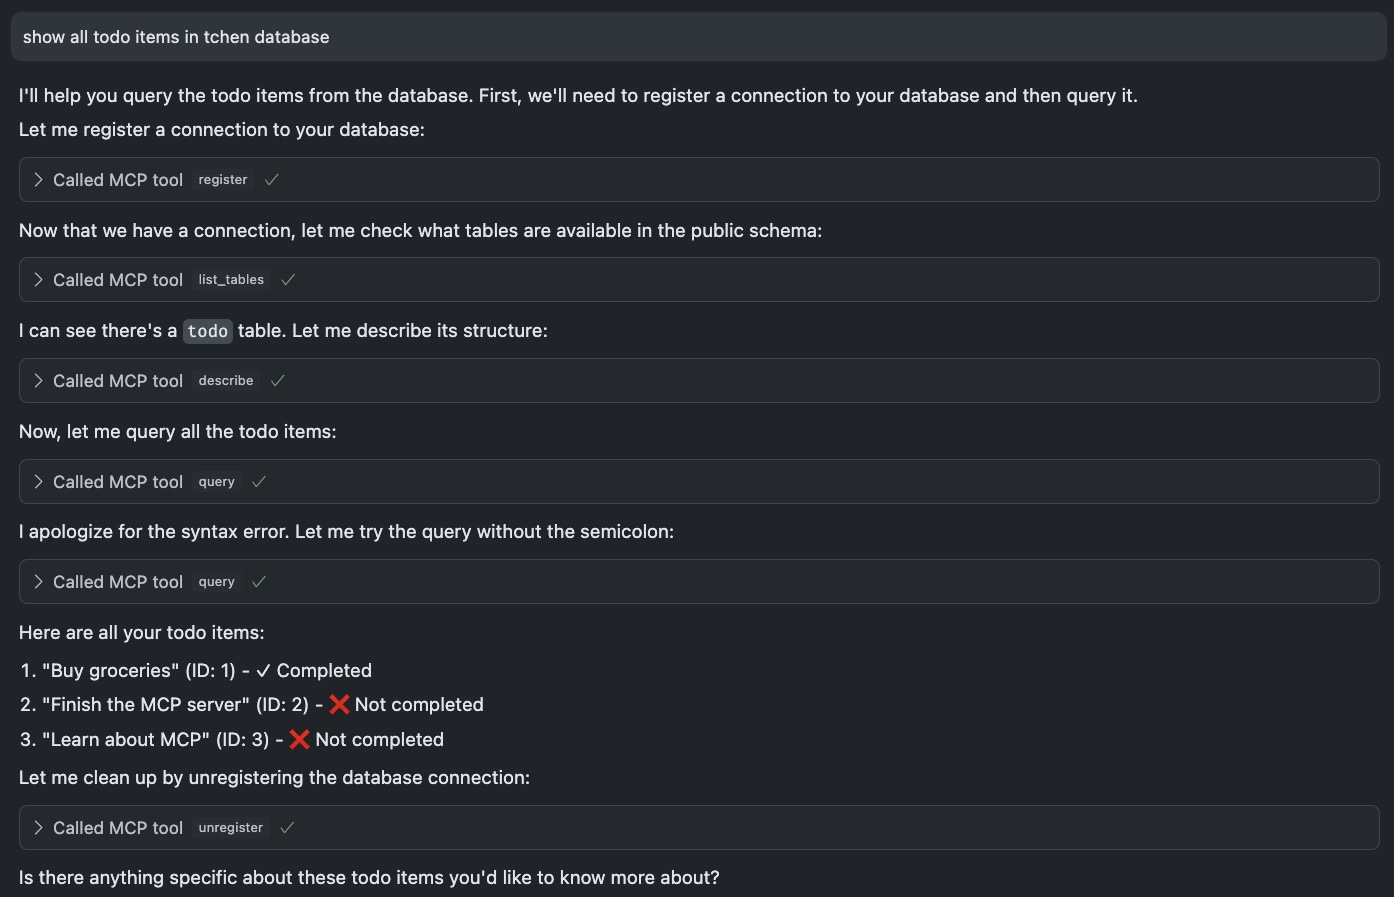 show all todo items in tchen database
I'll help you query the todo items from the database. First, we'll need to register a connection to your database and then query it.
Let me register a connection to your database:
Called MCP tool register ✓
Now that we have a connection, let me check what tables are available in the public schema:
Called MCP tool list_tables ✓
I can see there's a todo table. Let me describe its structure:
Called MCP tool describe ✓
Now, let me query all the todo items:
Called MCP tool query ✓
I apologize for the syntax error. Let me try the query without the semicolon:
Called MCP tool query ✓
Here are all your todo items:
1. "Buy groceries" (ID: 1) - ✓ Completed
2. "Finish the MCP server" (ID: 2) - ❌ Not completed
3. "Learn about MCP" (ID: 3) - ❌ Not completed
Let me clean up by unregistering the database connection:
Called MCP tool unregister ✓
Is there anything specific about these todo items you'd like to know more about?